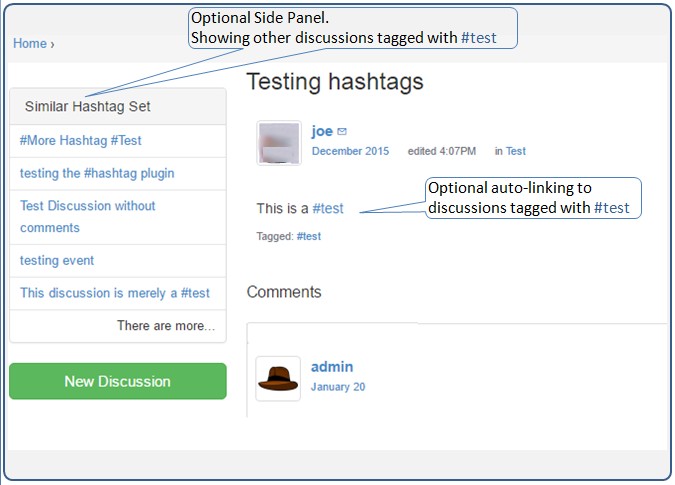 Optional Side Panel.
Showing other discussions tagged with #test
Home ›
Similar Hashtag Set
#More Hashtag #Test
testing the #hashtag plugin
Test Discussion without
comments
testing event
This discussion is merely a #test
There are more...
New Discussion
Testing hashtags
joe
December 2015 edited 4:07PM in Test
Optional auto-linking to
discussions tagged with #test
This is a #test
Tagged: #test
Comments
admin
January 20